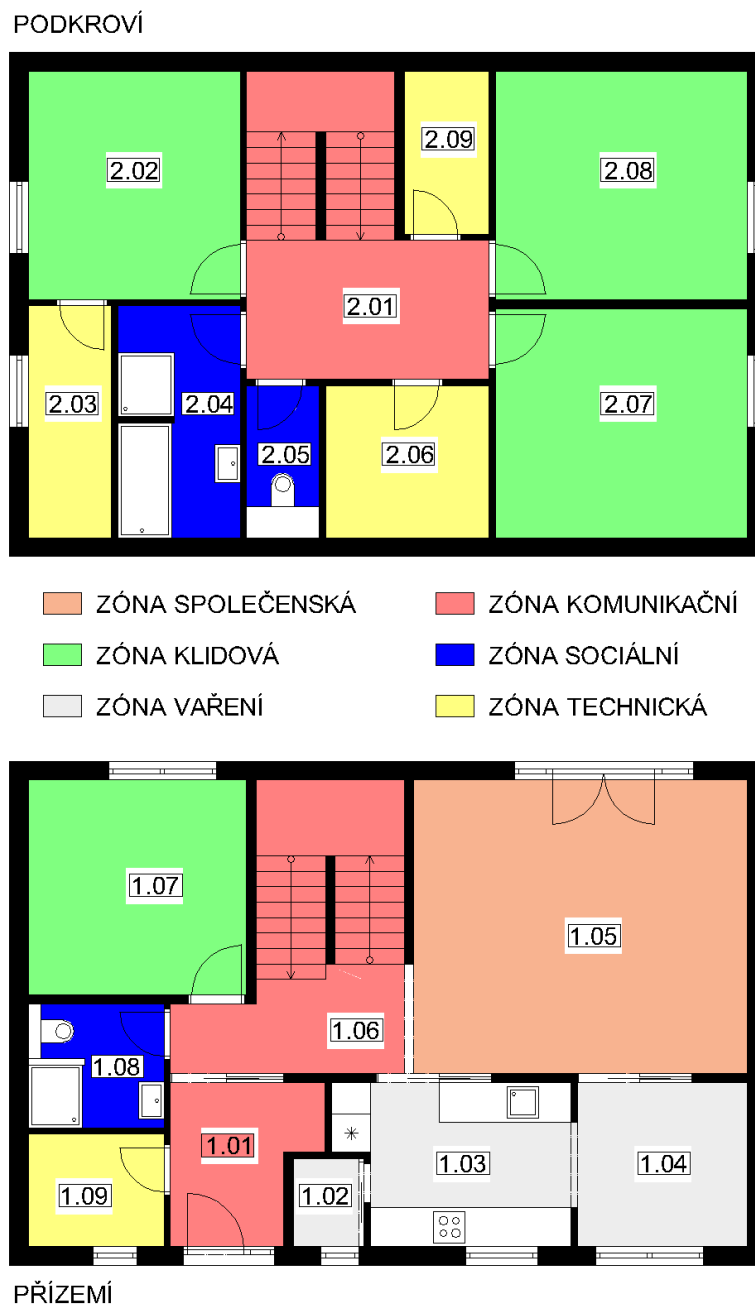 PODKROVÍ
2.09
2.02
2.08
2.01
2.03
2.04
2.07
2.05
2.06
ZÓNA SPOLEČENSKÁ
ZÓNA KOMUNIKAČNÍ
ZÓNA KLIDOVÁ
ZÓNA SOCIÁLNÍ
ZÓNA VAŘENÍ
ZÓNA TECHNICKÁ
1.07
1.05
1.06
1.08
1.01
1.03
1.04
1.09
1.02
PŘÍZEMÍ